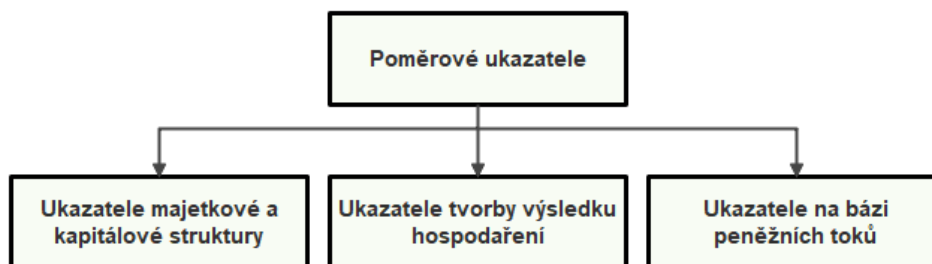 Poměrové ukazatele
Ukazatele majetkové a
kapitálové struktury
Ukazatele tvorby výsledku
hospodaření
Ukazatele na bázi
peněžních toků